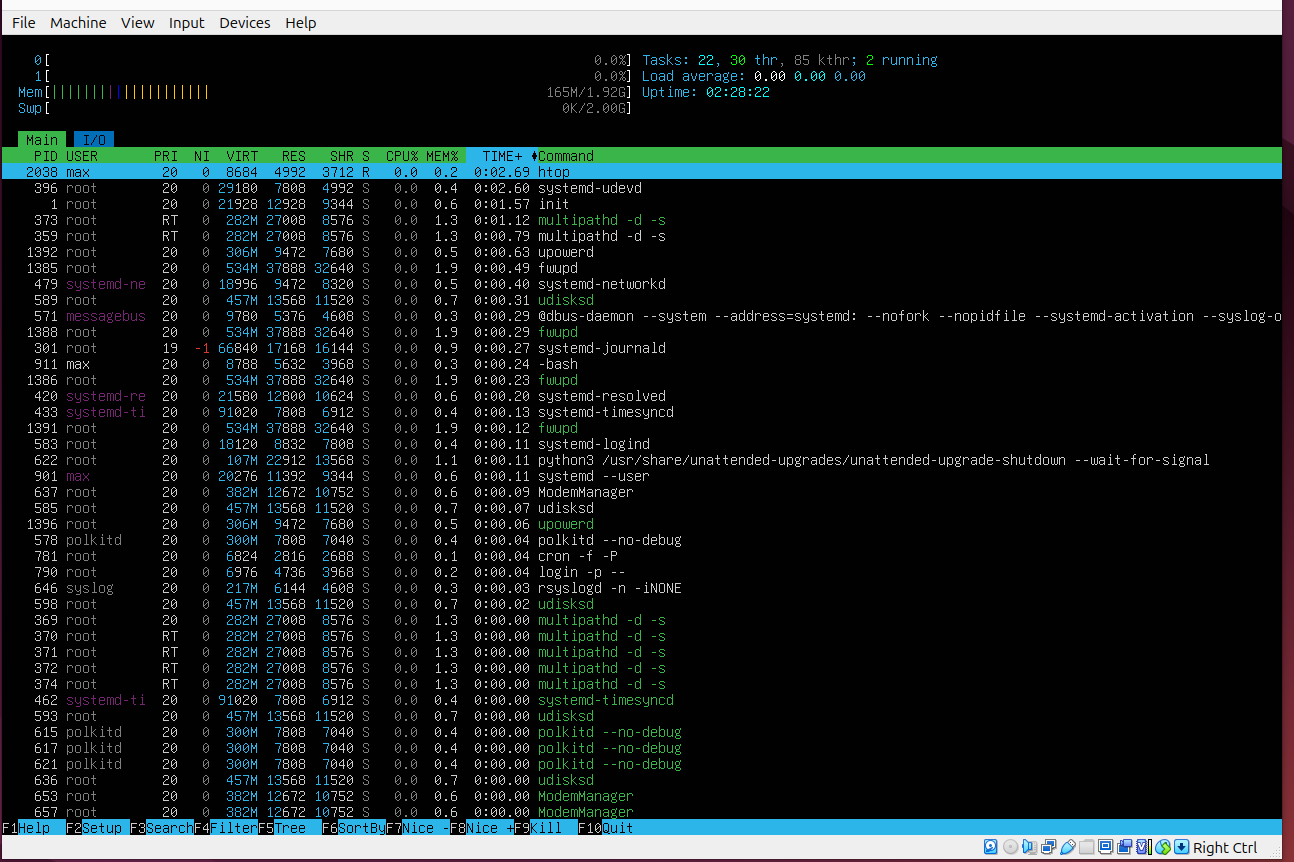 File Machine View Input Devices Help
0[ 0.0%] Tasks: 22, 30 thr, 85 kthr; 2 running
1[ 0.0%] Load average: 0.00 0.00 0.00
Mem[|||||||||||||||||||| 165M/1.92G] Uptime: 02:28:22
Swp[ 0K/2.00G]
Main I/O
PID USER PRI NI VIRT RES SHR S CPU% MEM% TIME+ Command
2038 max 20 0 8684 4992 3712 R 0.0 0.2 0:02.69 htop
396 root 20 0 29180 7808 4992 S 0.0 0.4 0:02.60 systemd-udevd
1 root 20 0 21928 12928 9344 S 0.0 0.6 0:01.57 init
373 root RT 0 282M 27008 8576 S 0.0 1.3 0:01.12 multipathd -d -s
359 root RT 0 282M 27008 8576 S 0.0 1.3 0:00.79 multipathd -d -s
1392 root 20 0 306M 9472 7680 S 0.0 0.5 0:00.63 upowerd
1385 root 20 0 534M 37888 32640 S 0.0 1.9 0:00.49 fwupd
479 systemd-ne 20 0 18996 9472 8320 S 0.0 0.5 0:00.40 systemd-networkd
589 root 20 0 457M 13568 11520 S 0.0 0.7 0:00.31 udisksd
571 messagebus 20 0 9780 5376 4608 S 0.0 0.3 0:00.29 @dbus-daemon --system --address=systemd: --nofork --nopidfile --systemd-activation --syslog-o
1388 root 20 0 534M 37888 32640 S 0.0 1.9 0:00.29 fwupd
301 root 19 -1 66840 17168 16144 S 0.0 0.9 0:00.27 systemd-journald
911 max 20 0 8788 5632 3968 S 0.0 0.3 0:00.24 -bash
1386 root 20 0 534M 37888 32640 S 0.0 1.9 0:00.23 fwupd
420 systemd-re 20 0 21580 12800 10624 S 0.0 0.6 0:00.20 systemd-resolved
433 systemd-ti 20 0 91020 7808 6912 S 0.0 0.4 0:00.13 systemd-timesyncd
1391 root 20 0 534M 37888 32640 S 0.0 1.9 0:00.12 fwupd
583 root 20 0 18120 8832 7808 S 0.0 0.4 0:00.11 systemd-logind
622 root 20 0 107M 22912 13568 S 0.0 1.1 0:00.11 python3 /usr/share/unattended-upgrades/unattended-upgrade-shutdown --wait-for-signal
901 max 20 0 20276 11392 9344 S 0.0 0.6 0:00.11 systemd --user
637 root 20 0 382M 12672 10752 S 0.0 0.6 0:00.09 ModemManager
585 root 20 0 457M 13568 11520 S 0.0 0.7 0:00.07 udisksd
1396 root 20 0 306M 9472 7680 S 0.0 0.5 0:00.06 upowerd
578 polkitd 20 0 300M 7808 7040 S 0.0 0.4 0:00.04 polkitd --no-debug
781 root 20 0 6824 2816 2688 S 0.0 0.1 0:00.04 cron -f -P
790 root 20 0 6976 4736 3968 S 0.0 0.2 0:00.04 login -p --
646 syslog 20 0 217M 6144 4608 S 0.0 0.3 0:00.03 rsyslogd -n -iNONE
598 root 20 0 457M 13568 11520 S 0.0 0.7 0:00.02 udisksd
369 root 20 0 282M 27008 8576 S 0.0 1.3 0:00.00 multipathd -d -s
370 root RT 0 282M 27008 8576 S 0.0 1.3 0:00.00 multipathd -d -s
371 root RT 0 282M 27008 8576 S 0.0 1.3 0:00.00 multipathd -d -s
372 root RT 0 282M 27008 8576 S 0.0 1.3 0:00.00 multipathd -d -s
374 root RT 0 282M 27008 8576 S 0.0 1.3 0:00.00 multipathd -d -s
462 systemd-ti 20 0 91020 7808 6912 S 0.0 0.4 0:00.00 systemd-timesyncd
593 root 20 0 457M 13568 11520 S 0.0 0.7 0:00.00 udisksd
615 polkitd 20 0 300M 7808 7040 S 0.0 0.4 0:00.00 polkitd --no-debug
617 polkitd 20 0 300M 7808 7040 S 0.0 0.4 0:00.00 polkitd --no-debug
621 polkitd 20 0 300M 7808 7040 S 0.0 0.4 0:00.00 polkitd --no-debug
636 root 20 0 457M 13568 11520 S 0.0 0.7 0:00.00 udisksd
653 root 20 0 382M 12672 10752 S 0.0 0.6 0:00.00 ModemManager
657 root 20 0 382M 12672 10752 S 0.0 0.6 0:00.00 ModemManager
F1Help F2Setup F3SearchF4FilterF5Tree F6SortByF7Nice -F8Nice +F9Kill F10Quit
Right Ctrl